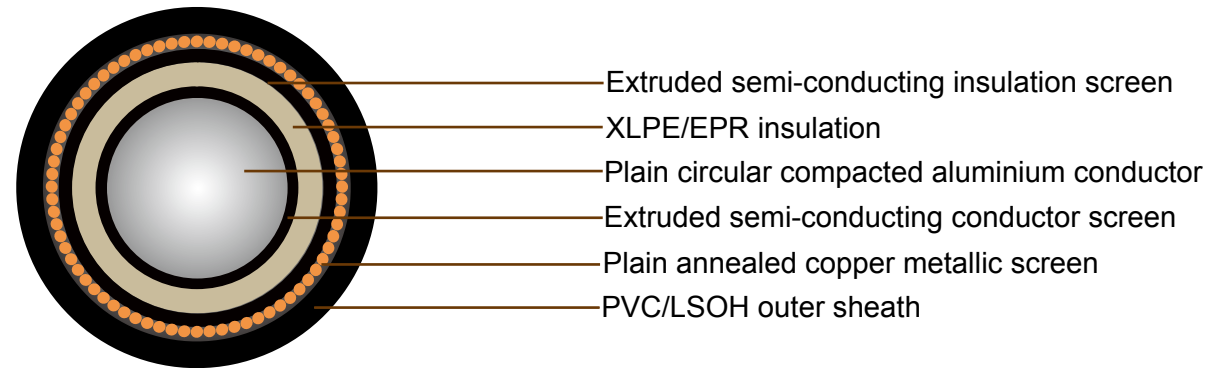 Extruded semi-conducting insulation screen
XLPE/EPR insulation
Plain circular compacted aluminium conductor
Extruded semi-conducting conductor screen
Plain annealed copper metallic screen
PVC/LSOH outer sheath